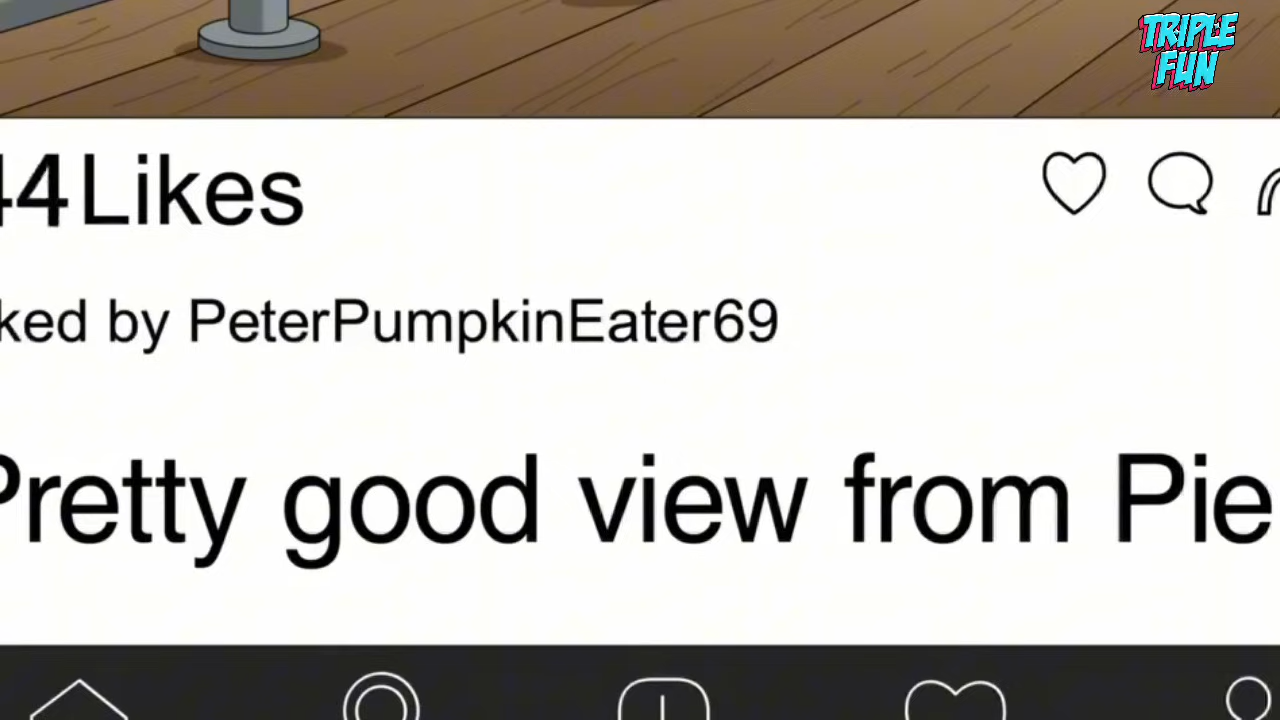 TRIPLE
FUN
44 Likes
ked by PeterPumpkinEater69
Pretty good view from Pie